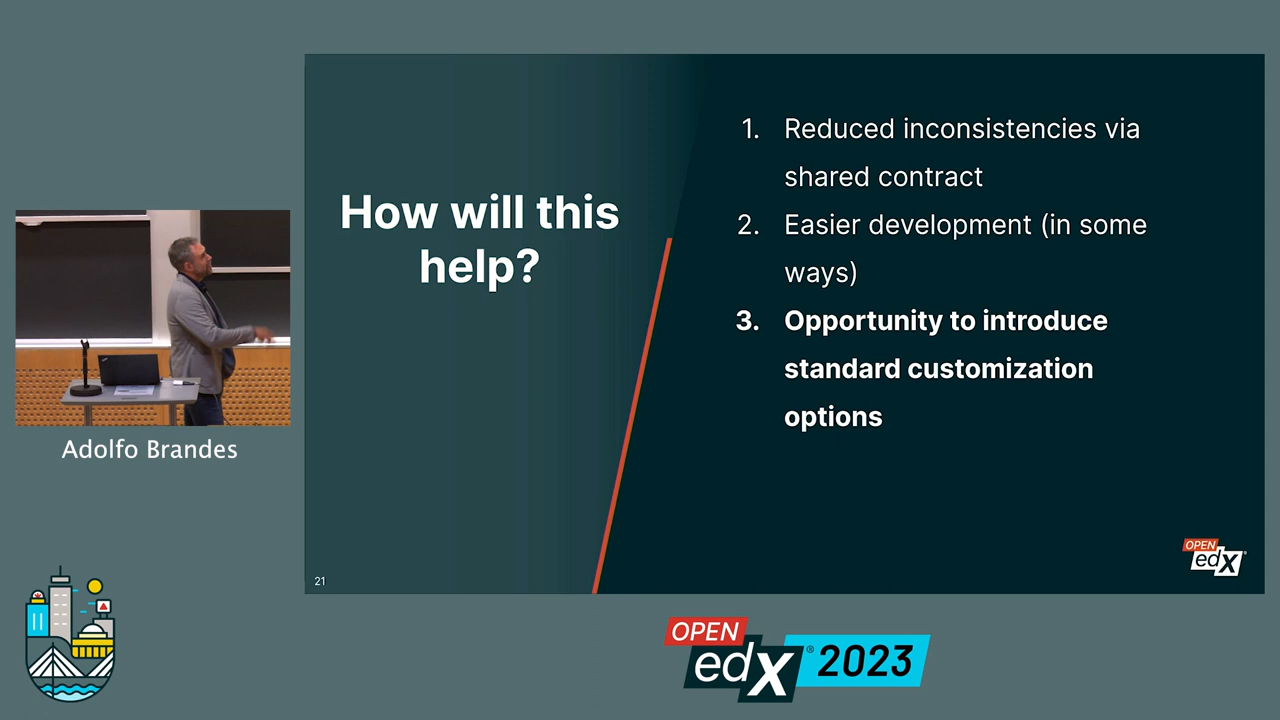 How will this
help?
1. Reduced inconsistencies via
shared contract
2. Easier development (in some
ways)
3. Opportunity to introduce
standard customization
options
21
OPEN
edX
Adolfo Brandes
OPEN
edX® 2023